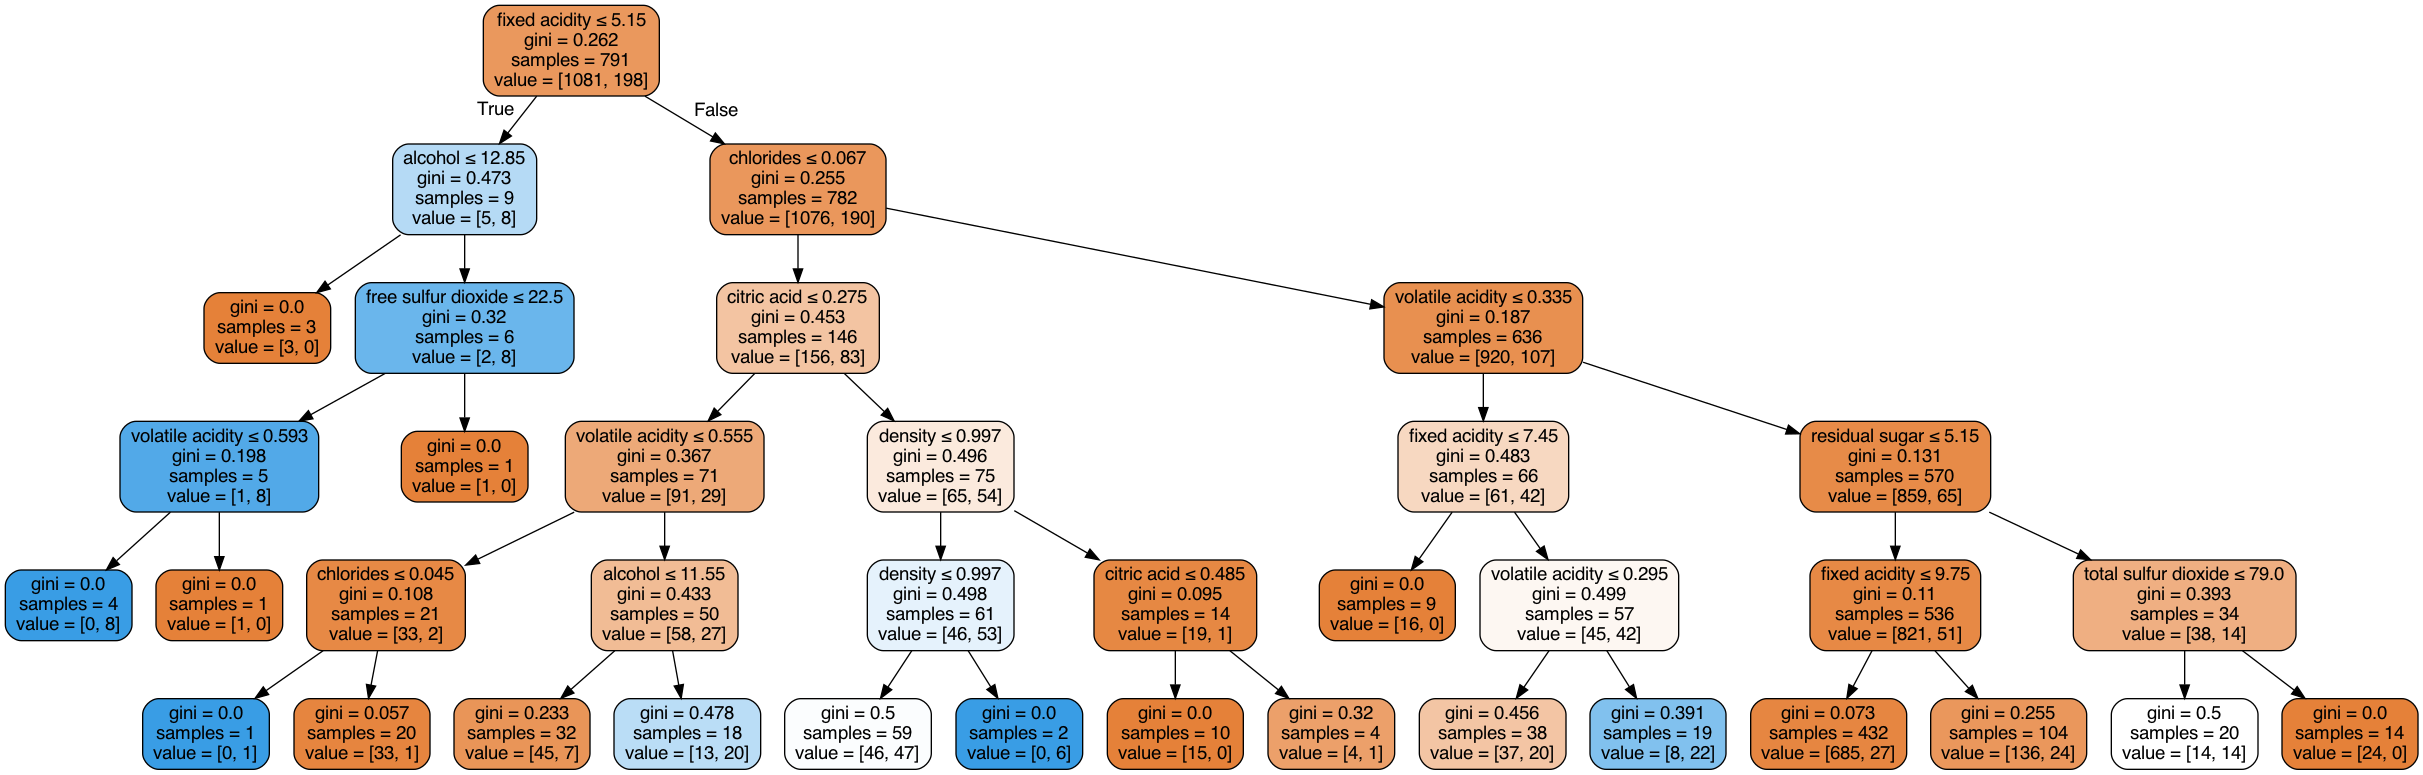 fixed acidity ≤ 5.15
gini = 0.262
samples = 791
value = [1081, 198]
True
False
alcohol ≤ 12.85
gini = 0.473
samples = 9
value = [5, 8]
chlorides ≤ 0.067
gini = 0.255
samples = 782
value = [1076, 190]
gini = 0.0
samples = 3
value = [3, 0]
free sulfur dioxide ≤ 22.5
gini = 0.32
samples = 6
value = [2, 8]
citric acid ≤ 0.275
gini = 0.453
samples = 146
value = [156, 83]
volatile acidity ≤ 0.335
gini = 0.187
samples = 636
value = [920, 107]
volatile acidity ≤ 0.593
gini = 0.198
samples = 5
value = [1, 8]
gini = 0.0
samples = 1
value = [1, 0]
volatile acidity ≤ 0.555
gini = 0.367
samples = 71
value = [91, 29]
density ≤ 0.997
gini = 0.496
samples = 75
value = [65, 54]
fixed acidity ≤ 7.45
gini = 0.483
samples = 66
value = [61, 42]
residual sugar ≤ 5.15
gini = 0.131
samples = 570
value = [859, 65]
gini = 0.0
samples = 4
value = [0, 8]
gini = 0.0
samples = 1
value = [1, 0]
chlorides ≤ 0.045
gini = 0.108
samples = 21
value = [33, 2]
alcohol ≤ 11.55
gini = 0.433
samples = 50
value = [58, 27]
density ≤ 0.997
gini = 0.498
samples = 61
value = [46, 53]
citric acid ≤ 0.485
gini = 0.095
samples = 14
value = [19, 1]
gini = 0.0
samples = 9
value = [16, 0]
volatile acidity ≤ 0.295
gini = 0.499
samples = 57
value = [45, 42]
fixed acidity ≤ 9.75
gini = 0.11
samples = 536
value = [821, 51]
total sulfur dioxide ≤ 79.0
gini = 0.393
samples = 34
value = [38, 14]
gini = 0.0
samples = 1
value = [0, 1]
gini = 0.057
samples = 20
value = [33, 1]
gini = 0.233
samples = 32
value = [45, 7]
gini = 0.478
samples = 18
value = [13, 20]
gini = 0.5
samples = 59
value = [46, 47]
gini = 0.0
samples = 2
value = [0, 6]
gini = 0.0
samples = 10
value = [15, 0]
gini = 0.32
samples = 4
value = [4, 1]
gini = 0.456
samples = 38
value = [37, 20]
gini = 0.391
samples = 19
value = [8, 22]
gini = 0.073
samples = 432
value = [685, 27]
gini = 0.255
samples = 104
value = [136, 24]
gini = 0.5
samples = 20
value = [14, 14]
gini = 0.0
samples = 14
value = [24, 0]